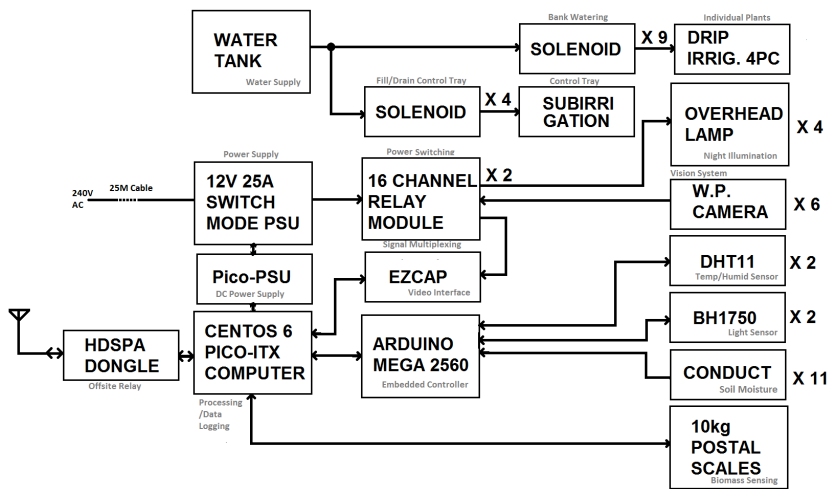 WATER
TANK
Water Supply
Bank Watering
SOLENOID
X 9
Individual Plants
DRIP
IRRIG. 4PC
Fill/Drain Control Tray
SOLENOID
X 4
Control Tray
SUBIRRI
GATION
OVERHEAD
LAMP
Night Illumination
X 4
Power Supply
12V 25A
SWITCH
MODE PSU
240V
AC
25M Cable
Power Switching
16 CHANNEL
RELAY
MODULE
Signal Multiplexing
X 2
Vision System
W.P.
CAMERA
X 6
Pico-PSU
DC Power Supply
EZCAP
Video Interface
DHT11
Temp/Humid Sensor
X 2
BH1750
Light Sensor
X 2
HDSPA
DONGLE
Offsite Relay
CENTOS 6
PICO-ITX
COMPUTER
Processing
/Data
Logging
ARDUINO
MEGA 2560
Embedded Controller
CONDUCT
Soil Moisture
X 11
10kg
POSTAL
SCALES
Biomass Sensing